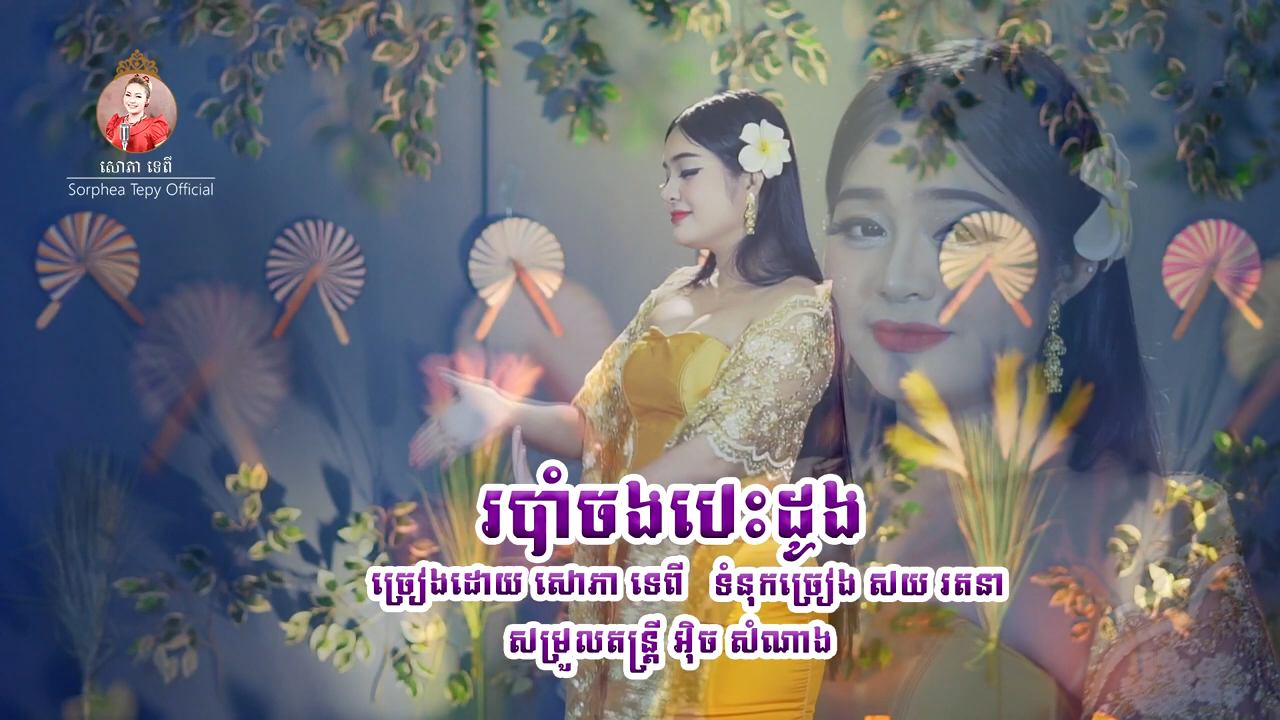 សោភា ទេពី
Sorphea Tepy Official
របាំចងបេះដូង
ច្រៀងដោយ សោភា ទេពី ទំនុកច្រៀង សយ រតនា
សម្រួលតន្ត្រី អ៊ិច សំណាង